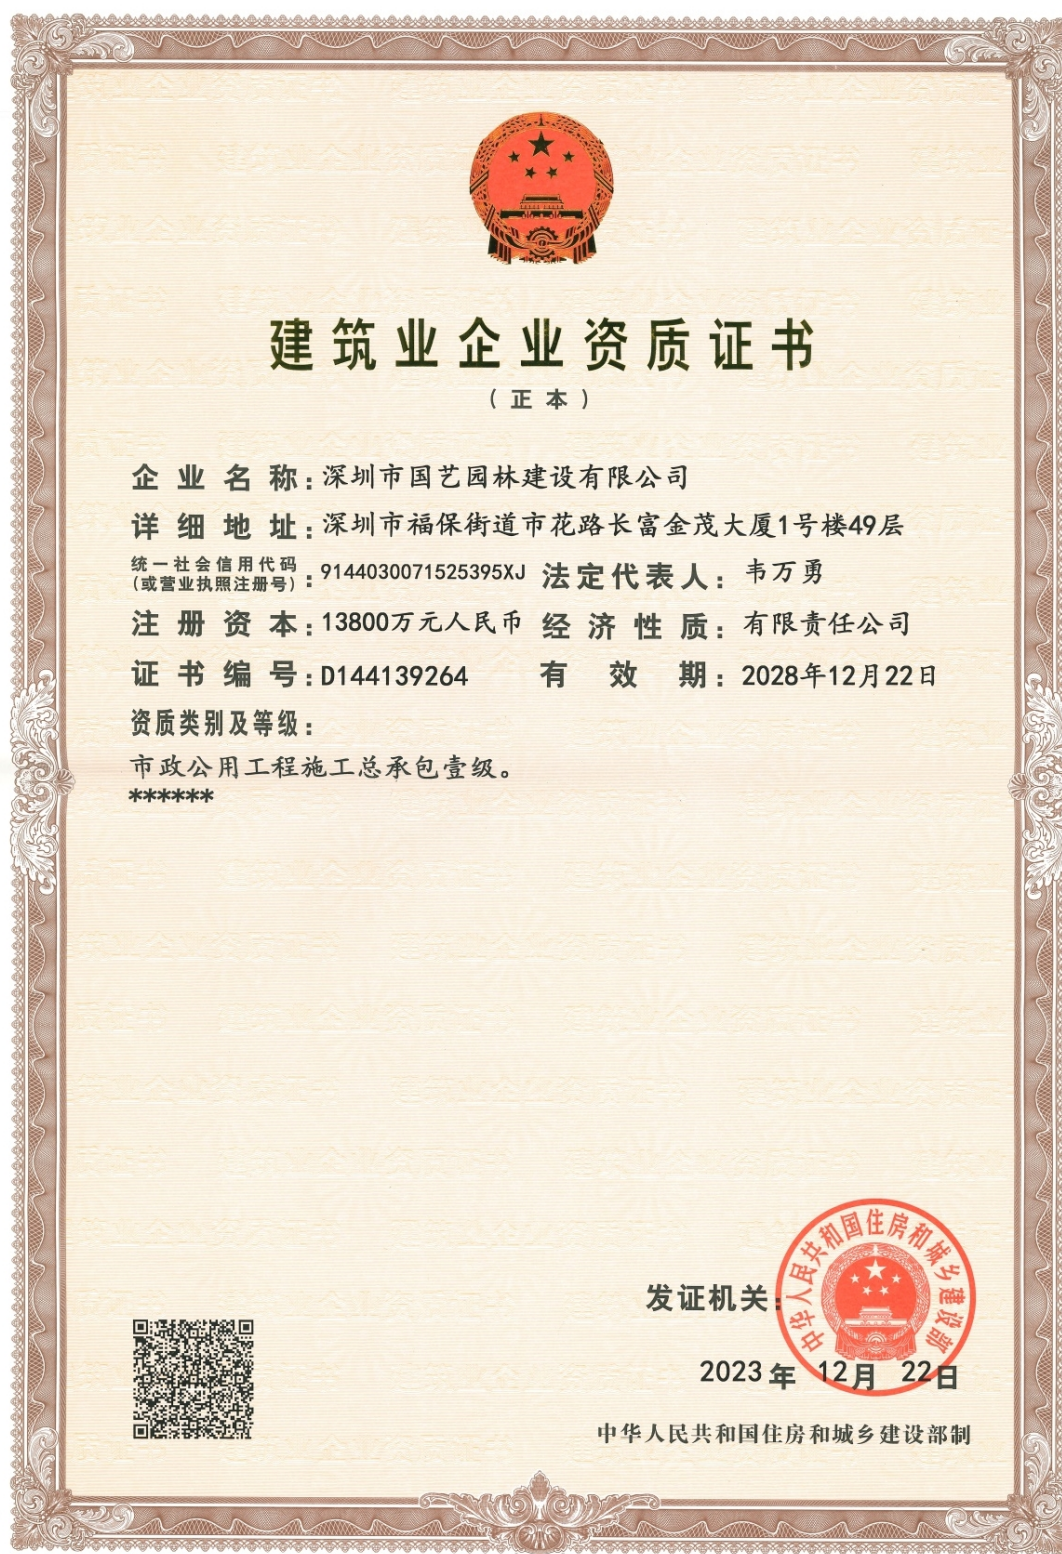 建筑业企业资质证书
（正本）
企业名称：深圳市国艺园林建设有限公司
详细地址：深圳市福保街道市花路长富金茂大厦1号楼49层
统一社会信用代码
(或营业执照注册号)：9144030071525395XJ 法定代表人：韦万勇
注册资本：13800万元人民币 经济性质：有限责任公司
证书编号：D144139264 有效期：2028年12月22日
资质类别及等级：
市政公用工程施工总承包壹级。
******
中华人民共和国住房和城乡建设部
发证机关：
2023年12月22日
中华人民共和国住房和城乡建设部制